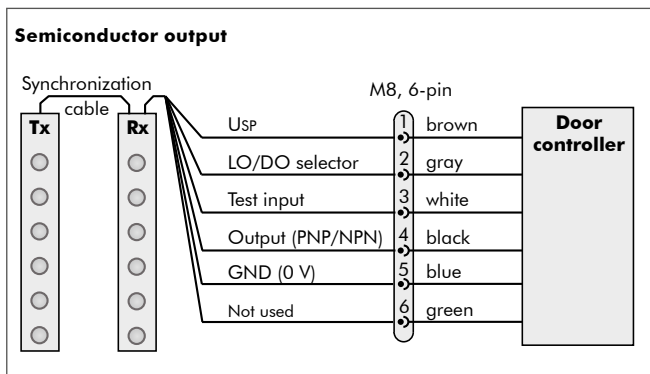 Semiconductor output
Synchronization
cable
M8, 6-pin
Tx
Rx
USP
1
brown
Door
controller
LO/DO selector
2
gray
Test input
3
white
Output (PNP/NPN)
4
black
GND (0 V)
5
blue
Not used
6
green